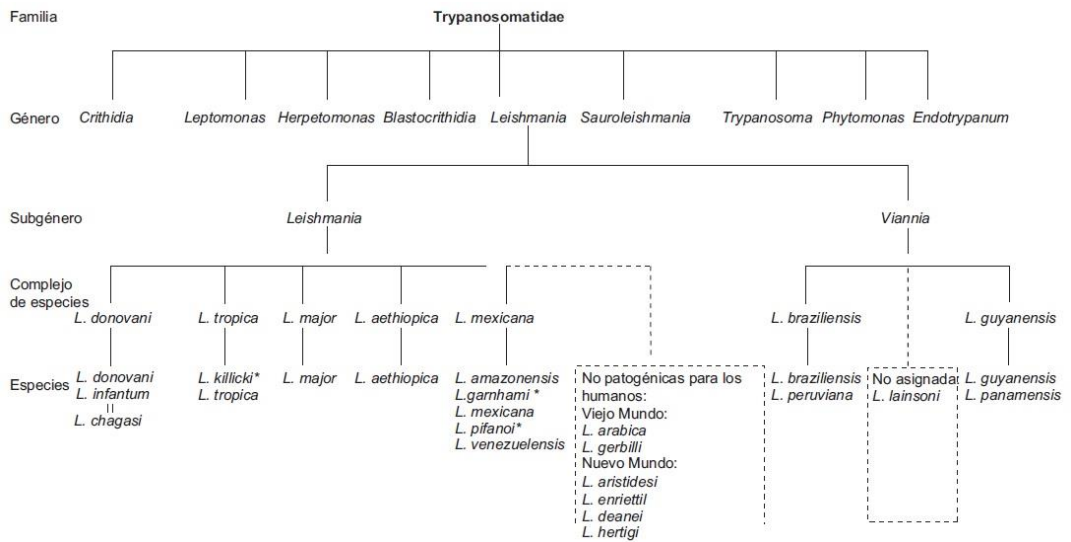 Familia Trypanosomatidae
Género Crithidia Leptomonas Herpetomonas Blastocrithidia Leishmania Sauroleishmania Trypanosoma Phytomonas Endotrypanum
Subgénero Leishmania Viannia
Complejo
de especies
L. donovani L. tropica L. major L. aethiopica L. mexicana L. braziliensis L. guyanensis
Especies
L. donovani
L. infantum
=
L. chagasi
L. killicki*
L. tropica
L. major
L. aethiopica
L. amazonensis
L.garnhami *
L. mexicana
L. pifanoi*
L. venezuelensis
No patogénicas para los
humanos:
Viejo Mundo:
L. arabica
L. gerbilli
Nuevo Mundo:
L. aristidesi
L. enriettil
L. deanei
L. hertigi
L. braziliensis
L. peruviana
No asignada:
L. lainsoni
L. guyanensis
L. panamensis